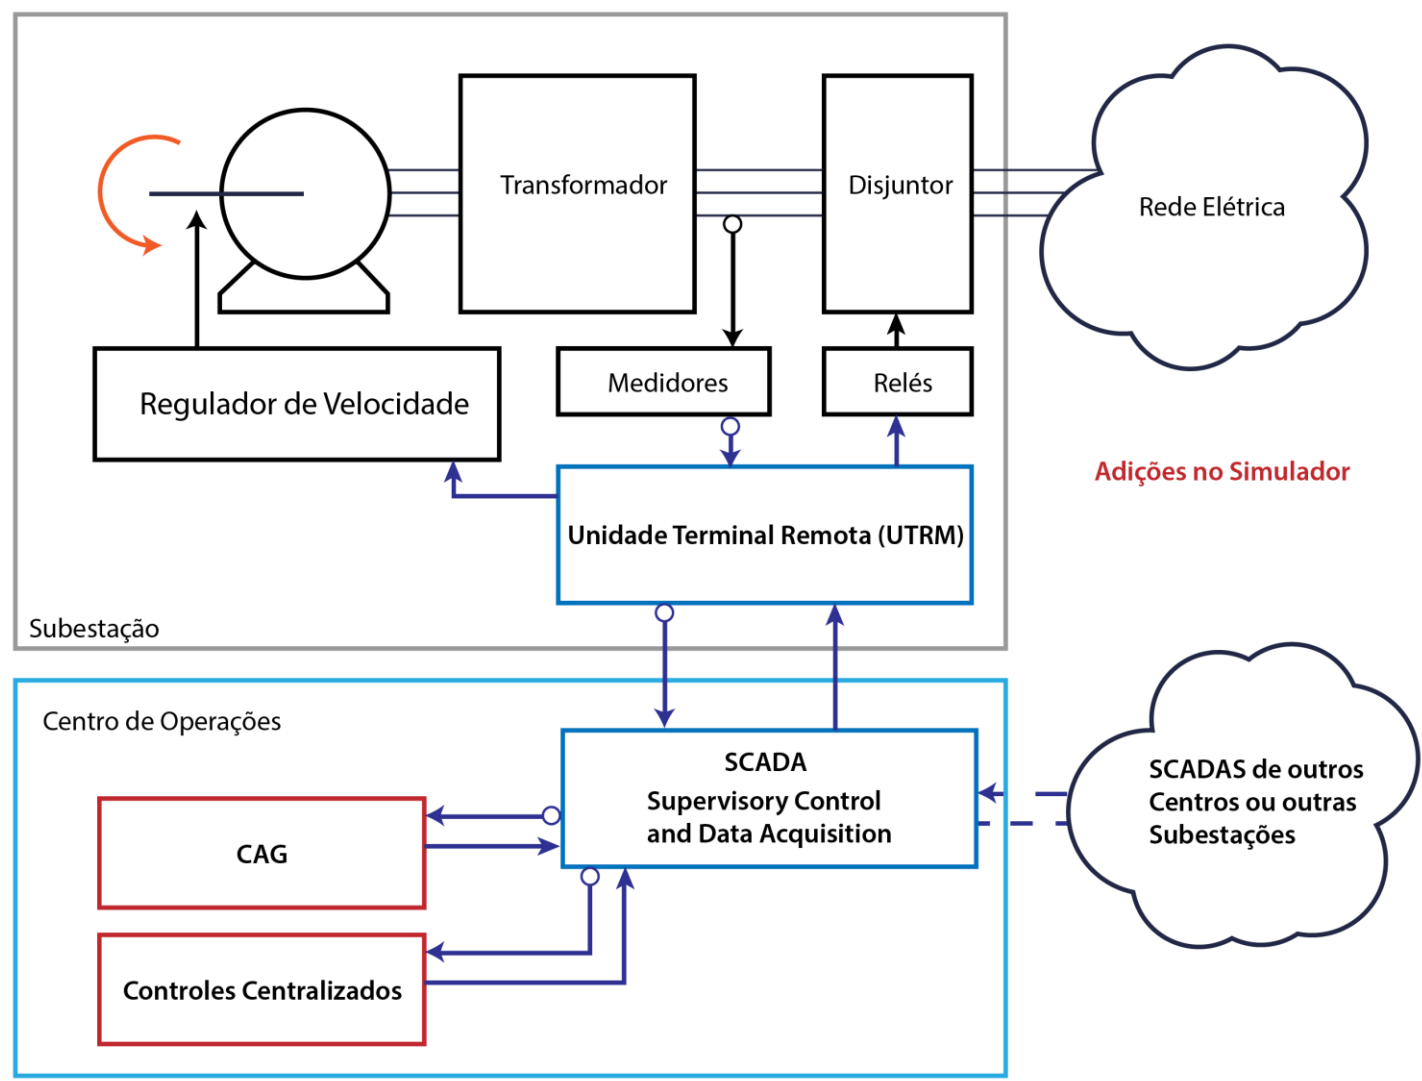 Transformador
Disjuntor
Rede Elétrica
Regulador de Velocidade
Medidores
Relés
Adições no Simulador
Unidade Terminal Remota (UTRM)
Subestação
Centro de Operações
SCADA
Supervisory Control
and Data Acquisition
SCADAS de outros
Centros ou outras
Subestações
CAG
Controles Centralizados